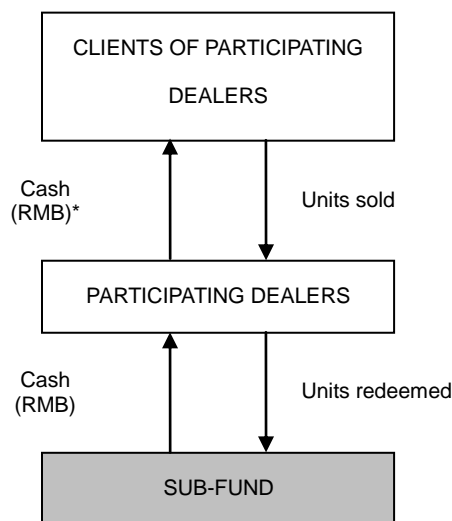 CLIENTS OF PARTICIPATING
DEALERS
Cash
(RMB)*
Units sold
PARTICIPATING DEALERS
Cash
(RMB)
Units redeemed
SUB-FUND